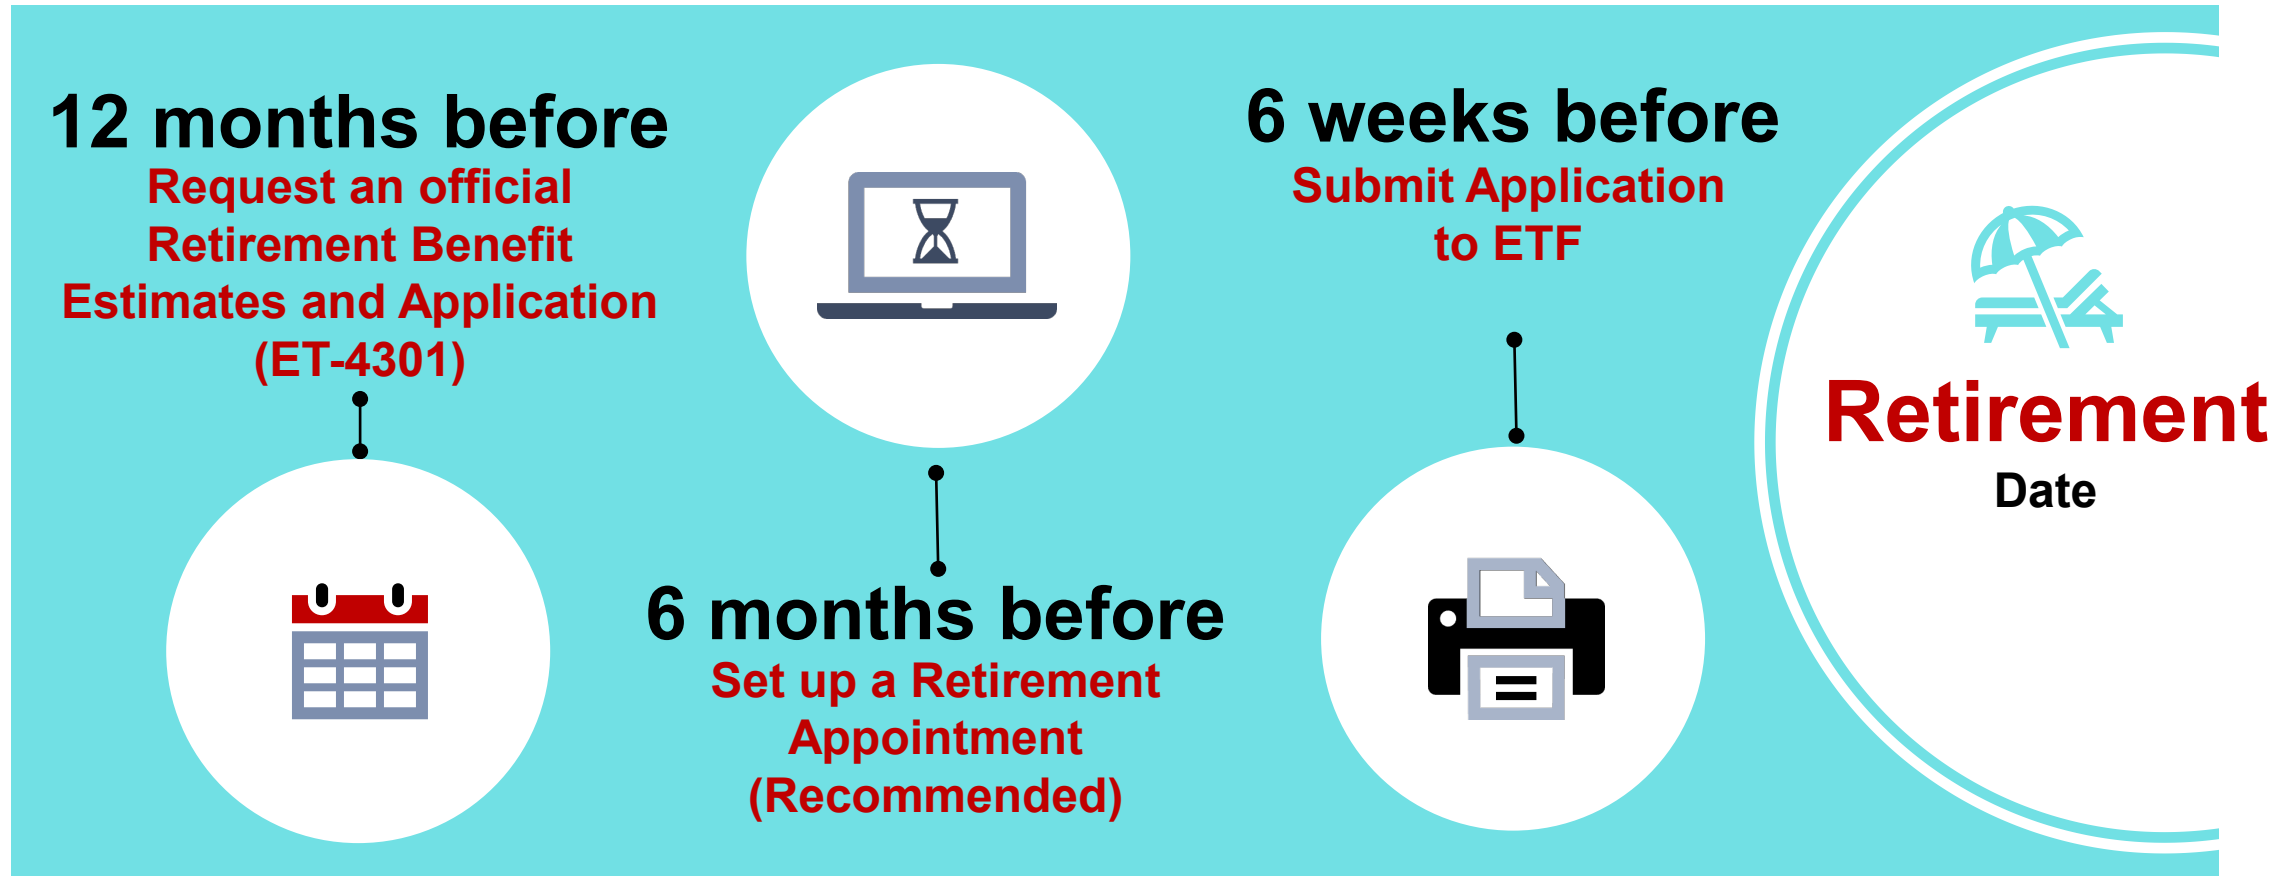 12 months before
Request an official
Retirement Benefit
Estimates and Application
(ET-4301)
6 months before
Set up a Retirement
Appointment
(Recommended)
6 weeks before
Submit Application
to ETF
Retirement
Date